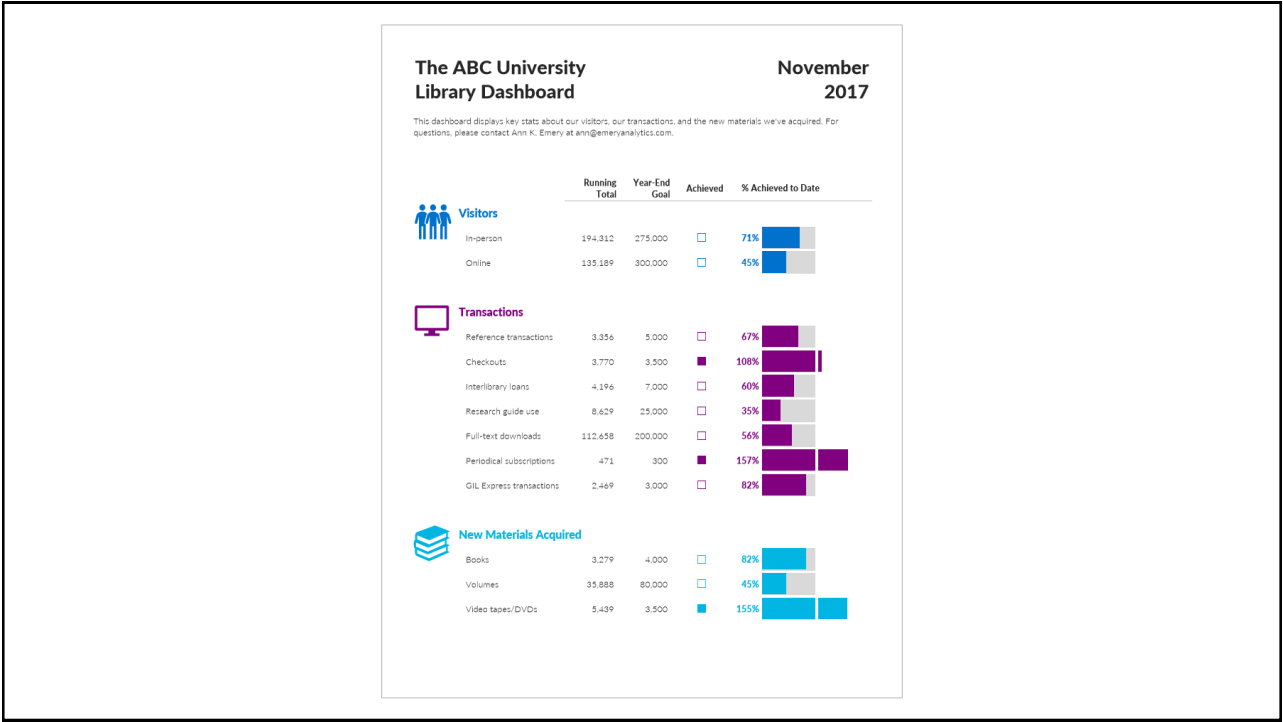 The ABC University
Library Dashboard
November
2017
This dashboard displays key stats about our visitors, our transactions, and the new materials we've acquired. For
questions, please contact Ann K. Emery at ann@emeryanalytics.com.
Running Total Year-End Goal Achieved % Achieved to Date
Visitors
In-person 194,312 275,000 71%
Online 135,189 300,000 45%
Transactions
Reference transactions 3,356 5,000 67%
Checkouts 3,770 3,500 108%
Interlibrary loans 4,196 7,000 60%
Research guide use 8,629 25,000 35%
Full-text downloads 112,658 200,000 56%
Periodical subscriptions 471 300 157%
GIL Express transactions 2,469 3,000 82%
New Materials Acquired
Books 3,279 4,000 82%
Volumes 35,888 80,000 45%
Video tapes/DVDs 5,439 3,500 155%